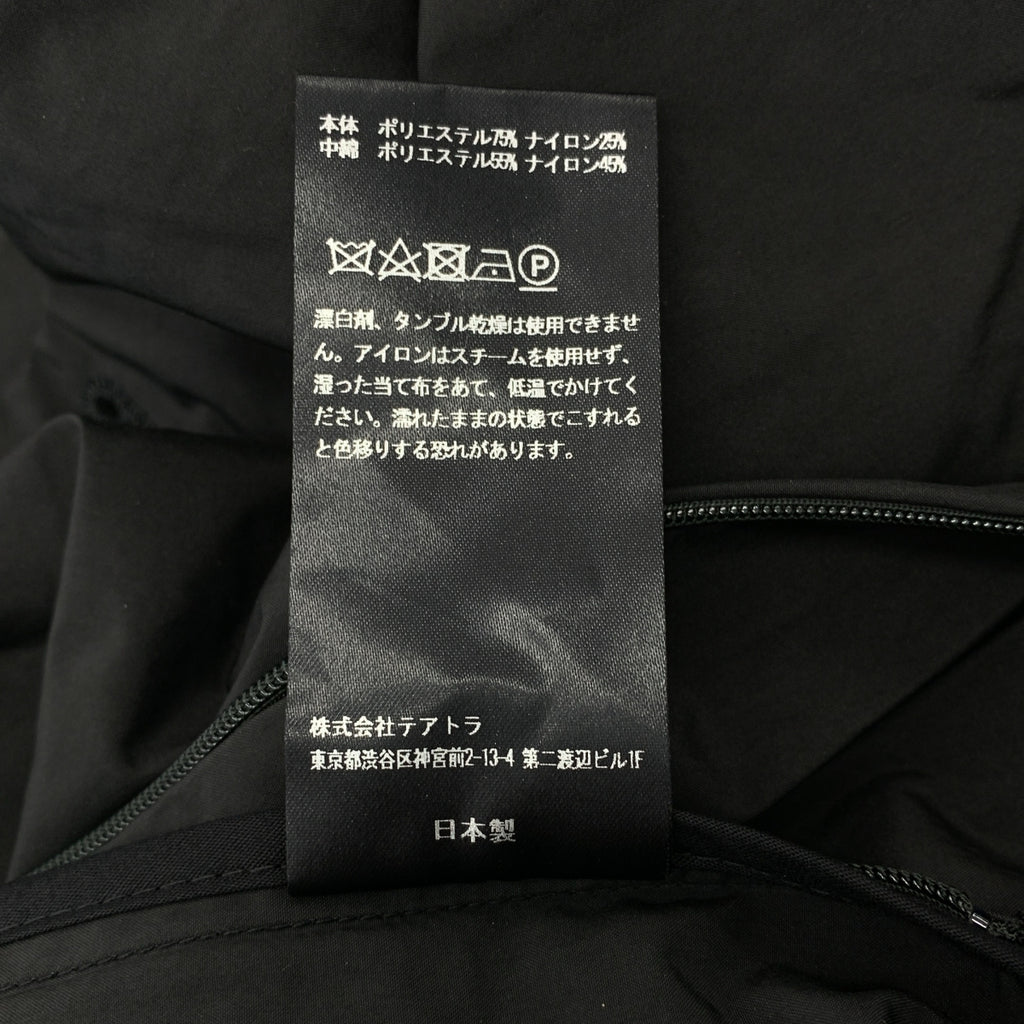 本体 ポリエステル75% ナイロン25%
中綿 ポリエステル55% ナイロン45%
P
漂白剤、タンブル乾燥は使用できませ
ん。アイロンはスチームを使用せず、
湿った当て布をあて、低温でかけてく
ださい。濡れたままの状態でこすれる
と色移りする恐れがあります。
株式会社テアトラ
東京都渋谷区神宮前2-13-4 第二渡辺ビル1F
日本製